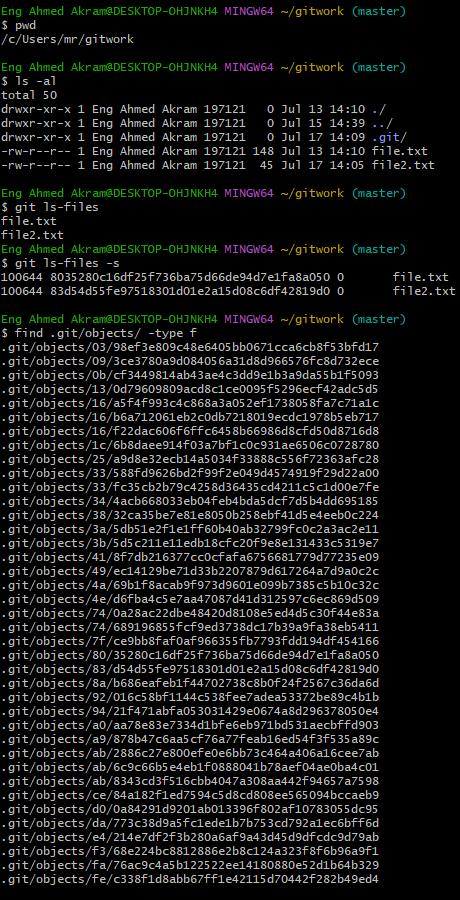 Eng Ahmed Akram@DESKTOP-OHJNKH4 MINGW64 ~/gitwork (master)
$ pwd
/c/Users/mr/gitwork
Eng Ahmed Akram@DESKTOP-OHJNKH4 MINGW64 ~/gitwork (master)
$ ls -al
total 50
drwxr-xr-x 1 Eng Ahmed Akram 197121   0 Jul 13 14:10 ./
drwxr-xr-x 1 Eng Ahmed Akram 197121   0 Jul 15 14:39 ../
drwxr-xr-x 1 Eng Ahmed Akram 197121   0 Jul 17 14:09 .git/
-rw-r--r-- 1 Eng Ahmed Akram 197121 148 Jul 13 14:10 file.txt
-rw-r--r-- 1 Eng Ahmed Akram 197121  45 Jul 17 14:05 file2.txt
Eng Ahmed Akram@DESKTOP-OHJNKH4 MINGW64 ~/gitwork (master)
$ git ls-files
file.txt
file2.txt
Eng Ahmed Akram@DESKTOP-OHJNKH4 MINGW64 ~/gitwork (master)
$ git ls-files -s
100644 8035280c16df25f736ba75d66de94d7e1fa8a050 0       file.txt
100644 83d54d55fe97518301d01e2a15d08c6df42819d0 0       file2.txt
Eng Ahmed Akram@DESKTOP-OHJNKH4 MINGW64 ~/gitwork (master)
$ find .git/objects/ -type f
.git/objects/03/98ef3e809c48e6405bb0671cca6cb8f53bfd17
.git/objects/09/3ce3780a9d084056a31d8d966576fc8d732ece
.git/objects/0b/cf3449814ab43ae4c3dd9e1b3a9da55b1f5093
.git/objects/13/0d79609809acd8c1ce0095f5296ecf42adc5d5
.git/objects/16/a5f4f993c4c868a3a052ef1738058fa7c71a1c
.git/objects/16/b6a712061eb2c0db7218019ecdc1978b5eb717
.git/objects/16/f22dac606f6ffc6458b66986d8cfd50d8716d8
.git/objects/1c/6b8daee914f03a7bf1c0c931ae6506c0728780
.git/objects/25/a9d8e32ecb14a5034f33888c556f72363afc28
.git/objects/33/588fd9626bd2f99f2e049d4574919f29d22a00
.git/objects/33/fc35cb2b79c4258d36435cd4211c5c1d00e7fe
.git/objects/34/4acb668033eb04feb4bda5dcf7d5b4dd695185
.git/objects/38/32ca35be7e81e8050b258ebf41d5e4eeb0c224
.git/objects/3a/5db51e2f1e1ff60b40ab32799fc0c2a3ac2e11
.git/objects/3b/5d5c211e11edb18cfc20f9e8e131433c5319e7
.git/objects/41/8f7db216377cc0cfafa6756681779d77235e09
.git/objects/49/ec14129be71d33b2207879d617264a7d9a0c2c
.git/objects/4a/69b1f8acab9f973d9601e099b7385c5b10c32c
.git/objects/4e/d6fba4c5e7aa47087d41d312597c6ec869d509
.git/objects/74/0a28ac22dbe48420d8108e5ed4d5c30f44e83a
.git/objects/74/689196855fcf9ed3738dc17b39a9fa38eb5411
.git/objects/7f/ce9bb8faf0af966355fb7793fdd194df454166
.git/objects/80/35280c16df25f736ba75d66de94d7e1fa8a050
.git/objects/83/d54d55fe97518301d01e2a15d08c6df42819d0
.git/objects/8a/b686eafeb1f44702738c8b0f24f2567c36da6d
.git/objects/92/016c58bf1144c538fee7adea53372be89c4b1b
.git/objects/94/21f471abfa053031429e0674a8d296378050e4
.git/objects/a0/aa78e83e7334d1bfe6eb971bd531aecbffd903
.git/objects/a9/878b47c6aa5cf76a77feab16ed54f3f535a89c
.git/objects/ab/2886c27e800efe0e6bb73c464a406a16cee7ab
.git/objects/ab/6c9c66b5e4eb1f0888041b78aef04ae0ba4c01
.git/objects/ab/8343cd3f516cbb4047a308aa442f94657a7598
.git/objects/ce/84a182f1ed7594c5d8cd808ee565094bccaeb9
.git/objects/d0/0a84291d9201ab013396f802af10783055dc95
.git/objects/da/773c38d9a5fc1ede1b7b753cd792a1ec6bff6d
.git/objects/e4/214e7df2f3b280a6af9a43d45d9dfcdc9d79ab
.git/objects/f3/68e224bc8812886e2b8c124a323f8f6b96a9f1
.git/objects/fa/76ac9c4a5b122522ee14180880e52d1b64b329
.git/objects/fe/c338f1d8abb67ff1e42115d70442f282b49ed4